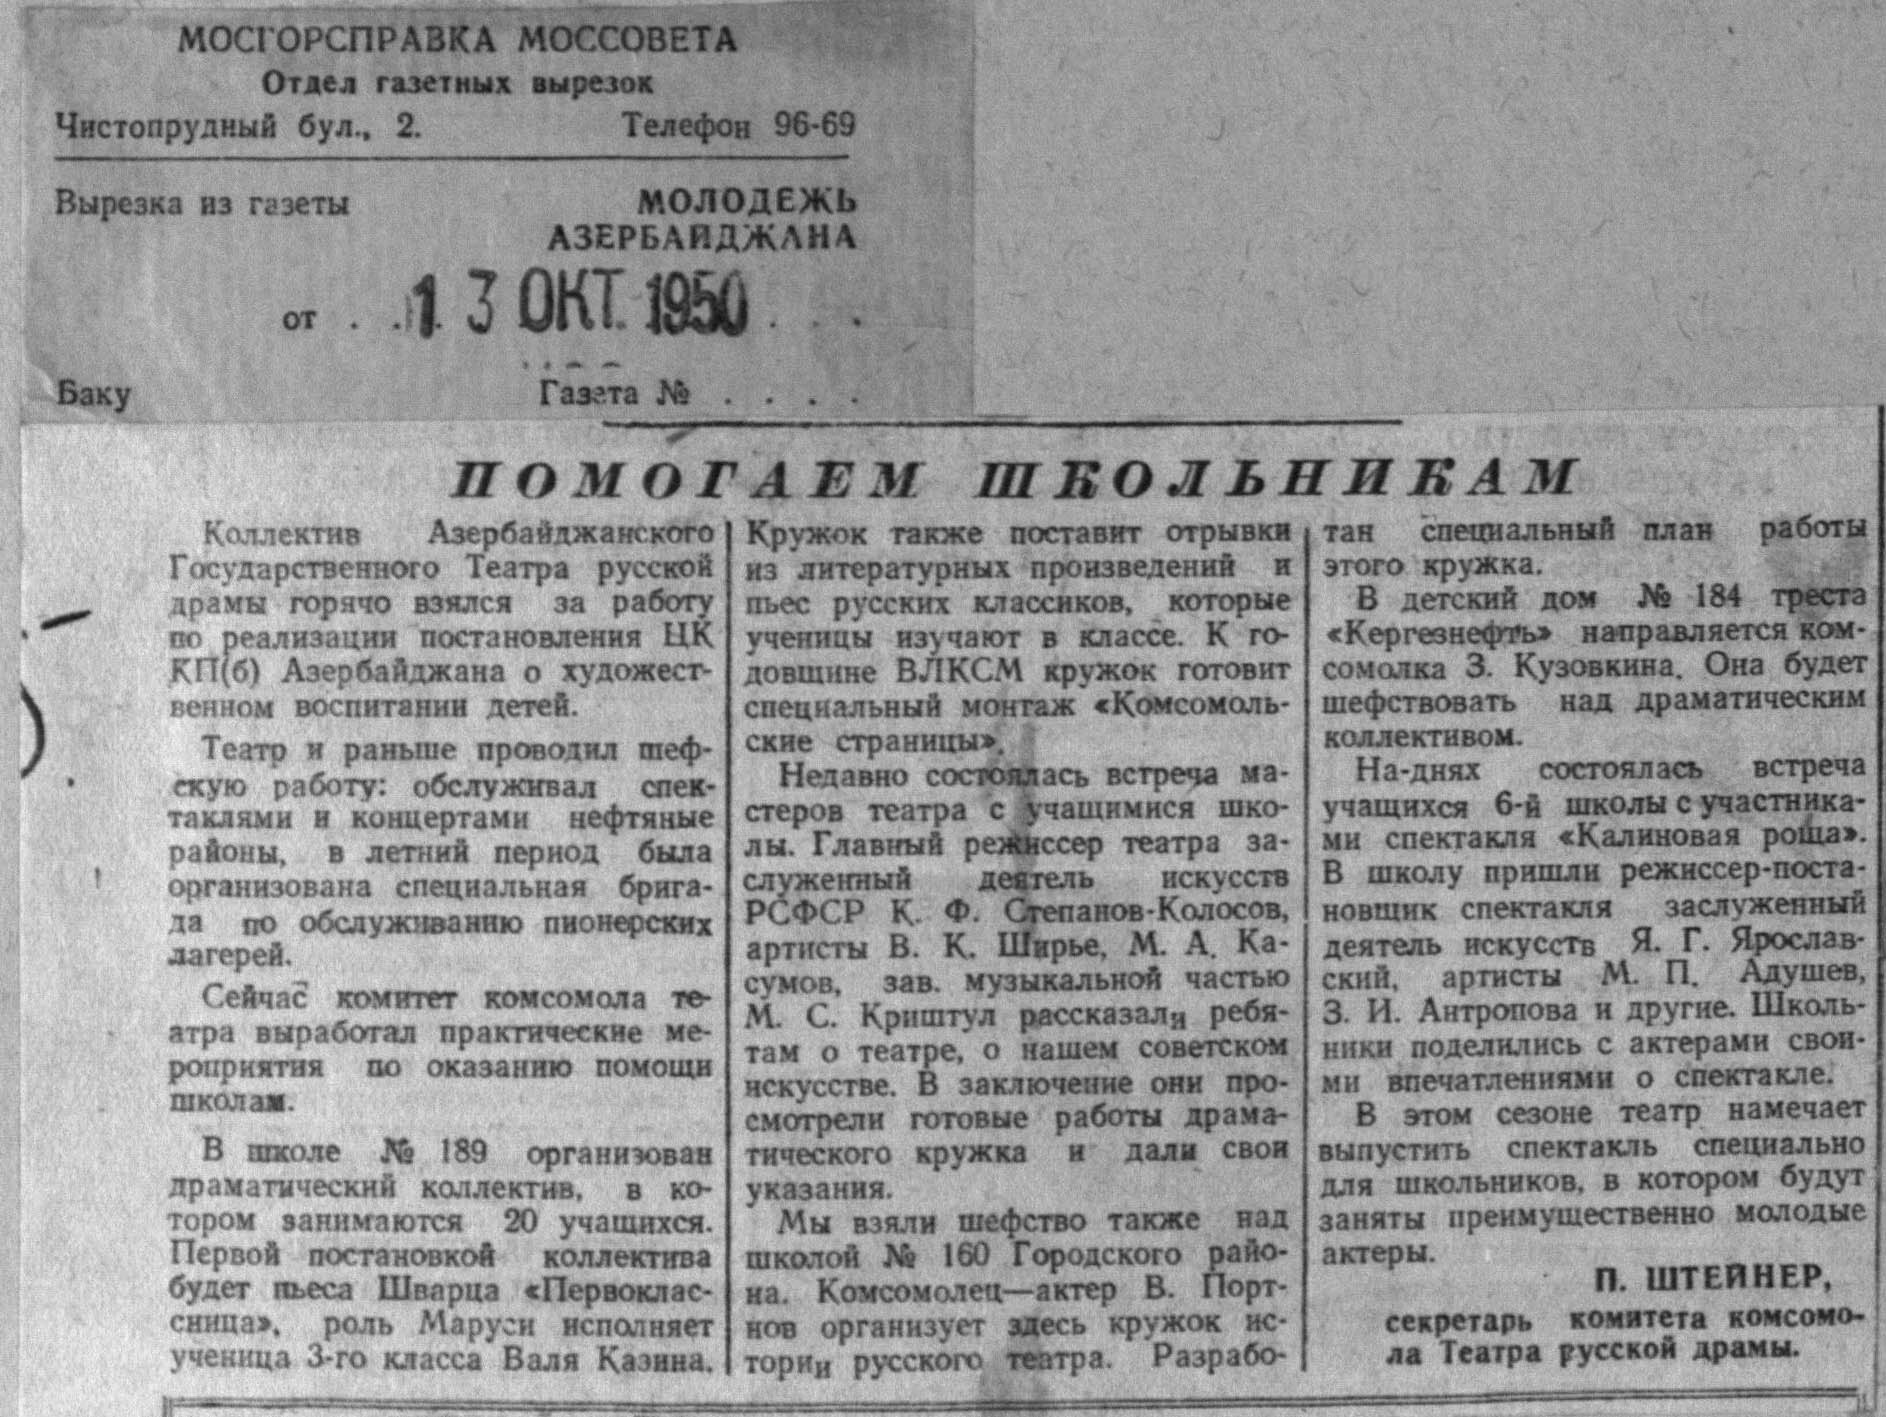 МОСГОРСПРАВКА МОССОВЕТА
Отдел газетных вырезок
Чистопрудный бул., 2. Телефон 96-69
Вырезка из газеты МОЛОДЕЖЬ
АЗЕРБАЙДЖАНА
от . . 13 ОКТ. 1950 . . .
Баку Газета № . . . .
ПОМОГАЕМ ШКОЛЬНИКАМ
Коллектив Азербайджанского
Государственного Театра русской
драмы горячо взялся за работу
по реализации постановления ЦК
КП(б) Азербайджана о художест-
венном воспитании детей.
Театр и раньше проводил шеф-
скую работу: обслуживал спек-
таклями и концертами нефтяные
районы, в летний период была
организована специальная брига-
да по обслуживанию пионерских
лагерей.
Сейчас комитет комсомола те-
атра выработал практические ме-
роприятия по оказанию помощи
школам.
В школе № 189 организован
драматический коллектив, в ко-
тором занимаются 20 учащихся.
Первой постановкой коллектива
будет пьеса Шварца «Первоклас-
сница», роль Маруси исполняет
ученица 3-го класса Валя Казина.
Кружок также поставит отрывки
из литературных произведений и
пьес русских классиков, которые
ученицы изучают в классе. К го-
довщине ВЛКСМ кружок готовит
специальный монтаж «Комсомоль-
ские страницы».
Недавно состоялась встреча ма-
стеров театра с учащимися шко-
лы. Главный режиссер театра за-
служенный деятель искусств
РСФСР К. Ф. Степанов-Колосов,
артисты В. К. Ширье, М. А. Ка-
сумов, зав. музыкальной частью
М. С. Криштул рассказали ребя-
там о театре, о нашем советском
искусстве. В заключение они про-
смотрели готовые работы драма-
тического кружка и дали свои
указания.
Мы взяли шефство также над
школой № 160 Городского райо-
на. Комсомолец—актер В. Порт-
нов организует здесь кружок ис-
тории русского театра. Разрабо-
тан специальный план работы
этого кружка.
В детский дом № 184 треста
«Кергезнефть» направляется ком-
сомолка З. Кузовкина. Она будет
шефствовать над драматическим
коллективом.
На-днях состоялась встреча
учащихся 6-й школы с участника-
ми спектакля «Калиновая роща».
В школу пришли режиссер-поста-
новщик спектакля заслуженный
деятель искусств Я. Г. Ярослав-
ский, артисты М. П. Адушев,
З. И. Антропова и другие. Школь-
ники поделились с актерами свои-
ми впечатлениями о спектакле.
В этом сезоне театр намечает
выпустить спектакль специально
для школьников, в котором будут
заняты преимущественно молодые
актеры.
П. ШТЕЙНЕР,
секретарь комитета комсомо-
ла Театра русской драмы.